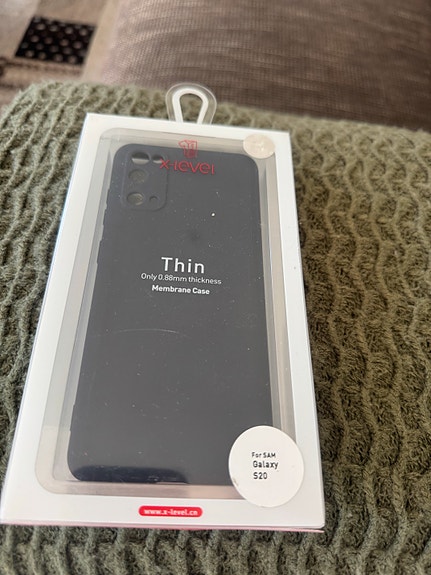 x-level
Thin
Only 0.88mm thickness
Membrane Case
For SAM
Galaxy
S20
www.x-level.cn